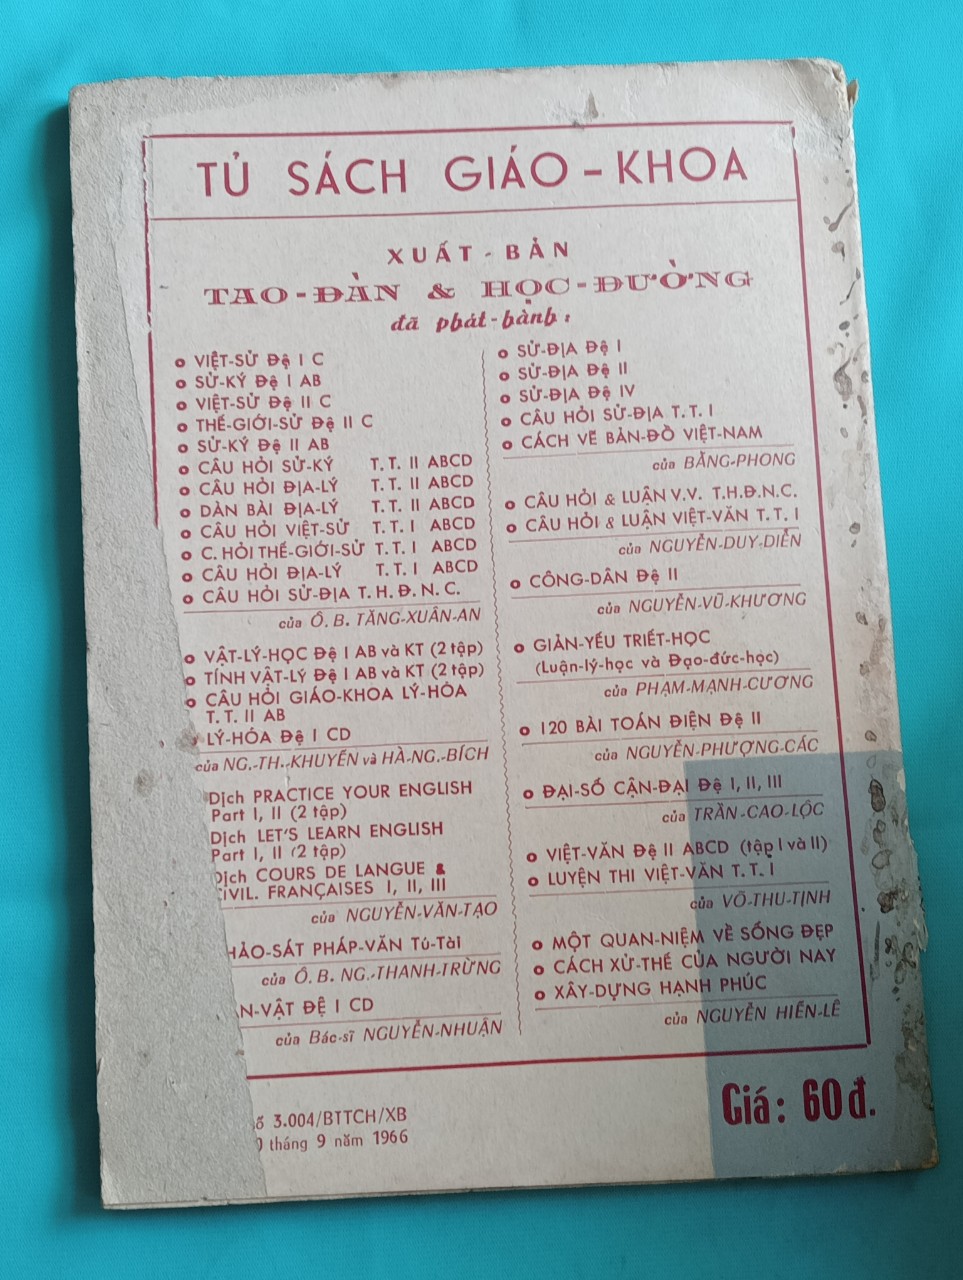 TỦ SÁCH GIÁO-KHOA
XUẤT-BẢN
TAO-ĐÀN & HỌC-ĐƯỜNG
đã phát-hành:
VIỆT-SỬ Đệ I C
SỬ-KÝ Đệ I AB
VIỆT-SỬ Đệ II C
THẾ-GIỚI-SỬ Đệ II C
SỬ-KÝ Đệ II AB
CÂU HỎI SỬ-KÝ T.T. II ABCD
CÂU HỎI ĐỊA-LÝ T.T. II ABCD
DÀN BÀI ĐỊA-LÝ T.T. II ABCD
CÂU HỎI VIỆT-SỬ T.T. I ABCD
C. HỎI THẾ-GIỚI-SỬ T.T. I ABCD
CÂU HỎI ĐỊA-LÝ T.T. I ABCD
CÂU HỎI SỬ-ĐỊA T.H.Đ.N.C.
của Ô.B. TĂNG-XUÂN-AN
VẬT-LÝ-HỌC Đệ I AB và KT (2 tập)
TÍNH VẬT-LÝ Đệ I AB và KT (2 tập)
CÂU HỎI GIÁO-KHOA LÝ-HÓA
T.T. II AB
LÝ-HÓA Đệ I CD
của NG.-TH.-KHUYẾN và HÀ-NG.-BÍCH
Dịch PRACTICE YOUR ENGLISH
Part I, II (2 tập)
Dịch LET'S LEARN ENGLISH
Part I, II (2 tập)
Dịch COURS DE LANGUE &
CIVIL. FRANÇAISES I, II, III
của NGUYỄN-VĂN-TẠO
HẢO-SÁT PHÁP-VĂN Tú-Tài
của Ô.B. NG.-THANH-TRỪNG
N-VẬT ĐỆ I CD
của Bác-sĩ NGUYỄN-NHUẬN
SỬ-ĐỊA Đệ I
SỬ-ĐỊA Đệ II
SỬ-ĐỊA Đệ IV
CÂU HỎI SỬ-ĐỊA T.T. I
CÁCH VẼ BẢN-ĐỒ VIỆT-NAM
của BẰNG-PHONG
CÂU HỎI & LUẬN V.V. T.H.Đ.N.C.
CÂU HỎI & LUẬN VIỆT-VĂN T.T. I
của NGUYỄN-DUY-DIỄN
CÔNG-DÂN Đệ II
của NGUYỄN-VŨ-KHƯƠNG
GIẢN-YẾU TRIẾT-HỌC
(Luận-lý-học và Đạo-đức-học)
của PHẠM-MẠNH-CƯƠNG
120 BÀI TOÁN ĐIỆN Đệ II
của NGUYỄN-PHƯỢNG-CÁC
ĐẠI-SỐ CẬN-ĐẠI Đệ I, II, III
của TRẦN-CAO-LỘC
VIỆT-VĂN Đệ II ABCD (tập I và II)
LUYỆN THI VIỆT-VĂN T.T. I
của VÕ-THU-TỊNH
MỘT QUAN-NIỆM VỀ SỐNG ĐẸP
CÁCH XỬ-THẾ CỦA NGƯỜI NAY
XÂY-DỰNG HẠNH PHÚC
của NGUYỄN HIẾN-LÊ
ố 3.004/BTTCH/XB
tháng 9 năm 1966
Giá: 60đ.